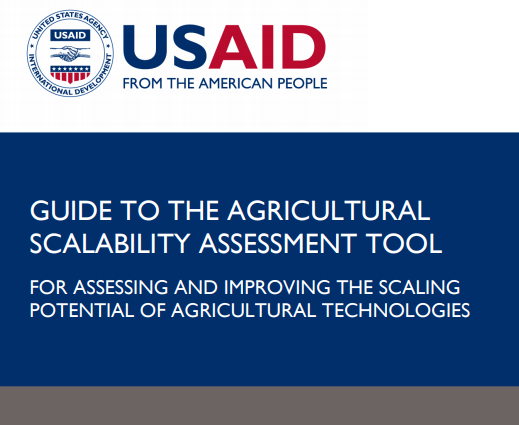 UNITED STATES AGENCY
USAID
INTERNATIONAL DEVELOPMENT
USAID
FROM THE AMERICAN PEOPLE
GUIDE TO THE AGRICULTURAL
SCALABILITY ASSESSMENT TOOL
FOR ASSESSING AND IMPROVING THE SCALING
POTENTIAL OF AGRICULTURAL TECHNOLOGIES